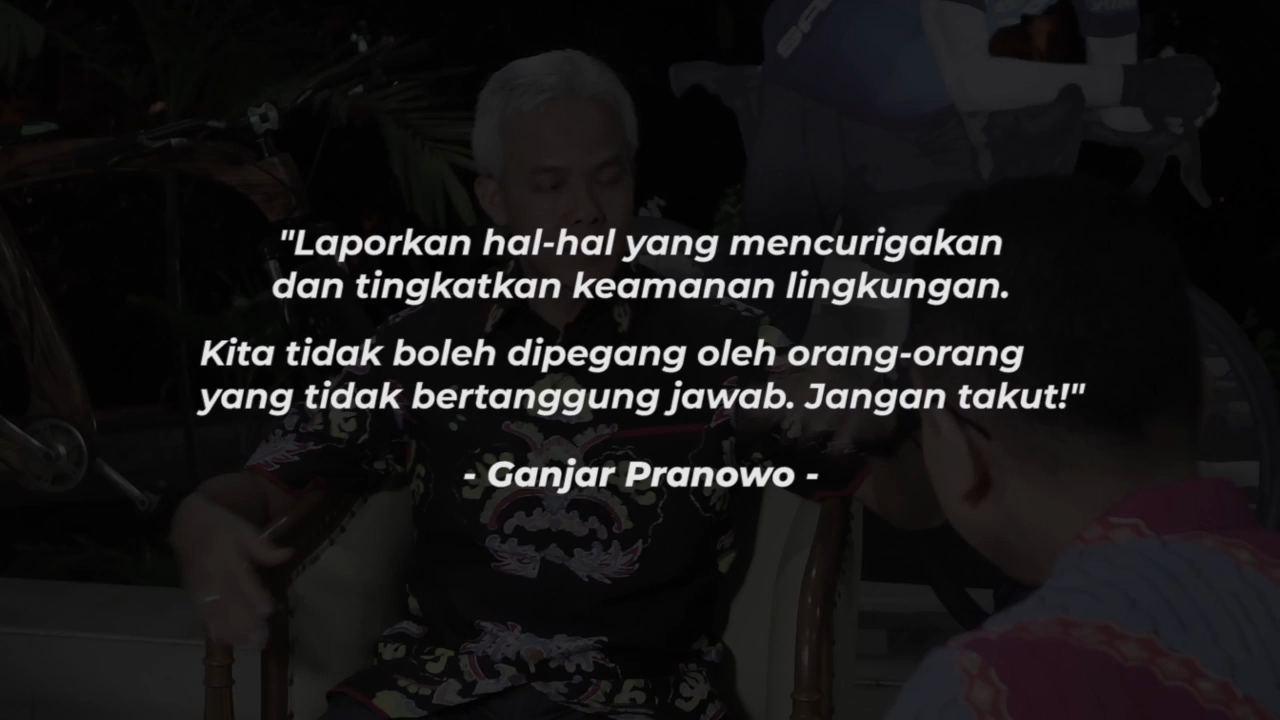 "Laporkan hal-hal yang mencurigakan
dan tingkatkan keamanan lingkungan.
Kita tidak boleh dipegang oleh orang-orang
yang tidak bertanggung jawab. Jangan takut!"
- Ganjar Pranowo -